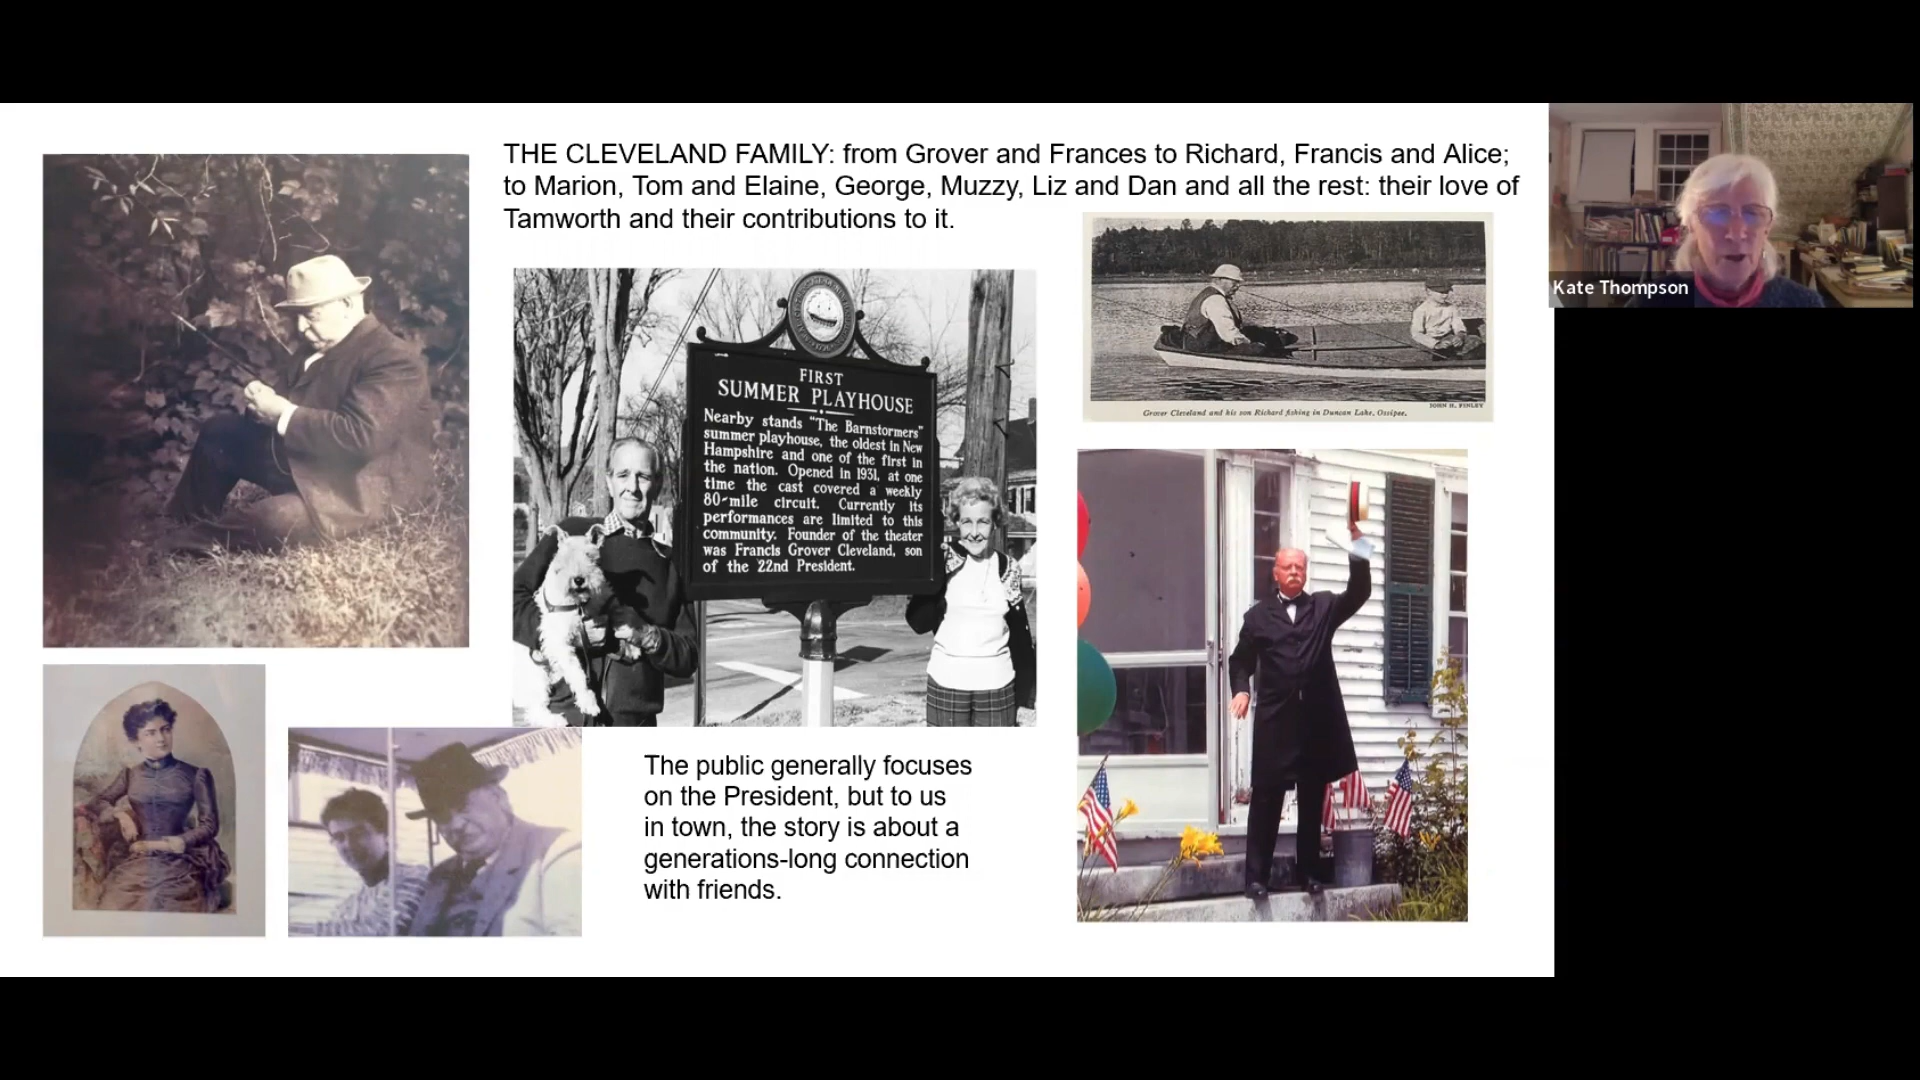 THE CLEVELAND FAMILY: from Grover and Frances to Richard, Francis and Alice;
to Marion, Tom and Elaine, George, Muzzy, Liz and Dan and all the rest: their love of
Tamworth and their contributions to it.
Kate Thompson
FIRST
SUMMER PLAYHOUSE
Nearby stands "The Barnstormers"
summer playhouse, the oldest in New
Hampshire and one of the first in
the nation. Opened in 1931, at one
time the cast covered a weekly
80-mile circuit. Currently its
performances are limited to this
community. Founder of the theater
was Francis Grover Cleveland, son
of the 22nd President.
JOHN H. FINLEY
Grover Cleveland and his son Richard fishing in Duncan Lake, Ossipee.
The public generally focuses
on the President, but to us
in town, the story is about a
generations-long connection
with friends.